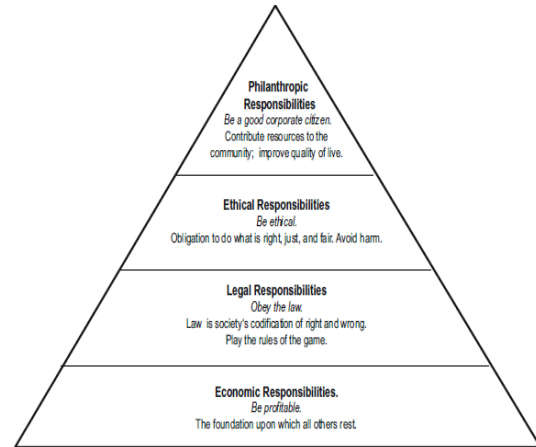 Philanthropic
Responsibilities
Be a good corporate citizen.
Contribute resources to the
community; improve quality of live.
Ethical Responsibilities
Be ethical.
Obligation to do what is right, just, and fair. Avoid harm.
Legal Responsibilities
Obey the law.
Law is society's codification of right and wrong.
Play the rules of the game.
Economic Responsibilities.
Be profitable.
The foundation upon which all others rest.